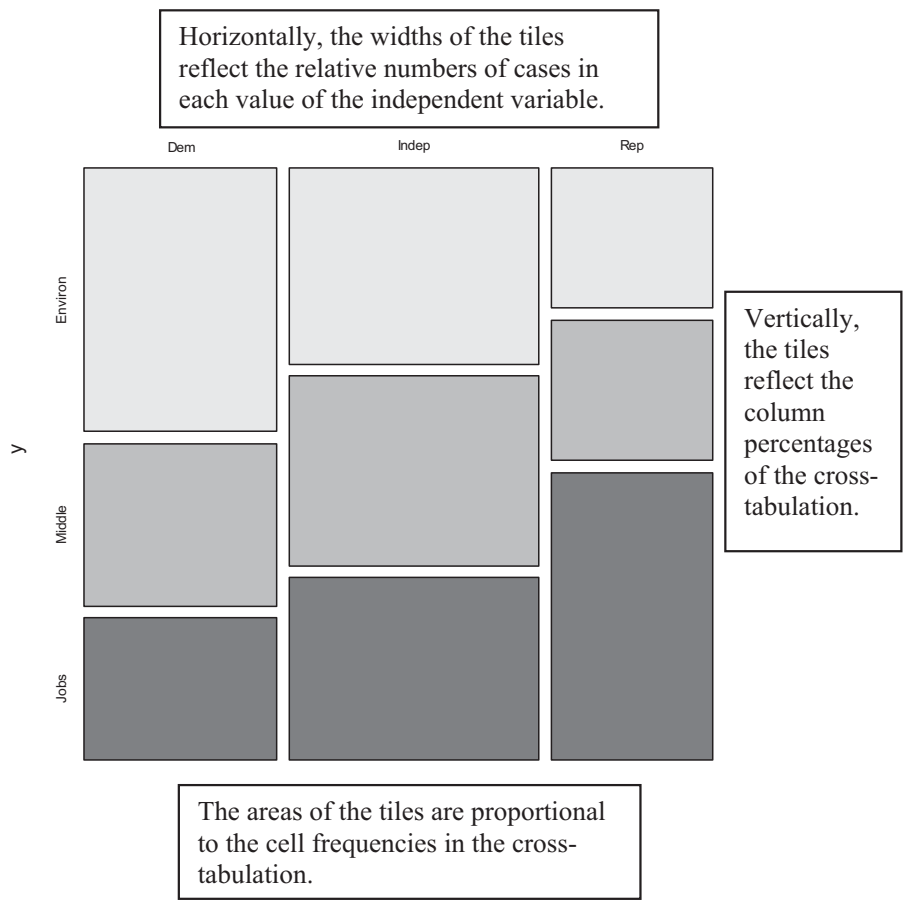 Horizontally, the widths of the tiles
reflect the relative numbers of cases in
each value of the independent variable.
Dem
Indep
Rep
Environ
Middle
Jobs
y
Vertically,
the tiles
reflect the
column
percentages
of the cross-
tabulation.
The areas of the tiles are proportional
to the cell frequencies in the cross-
tabulation.